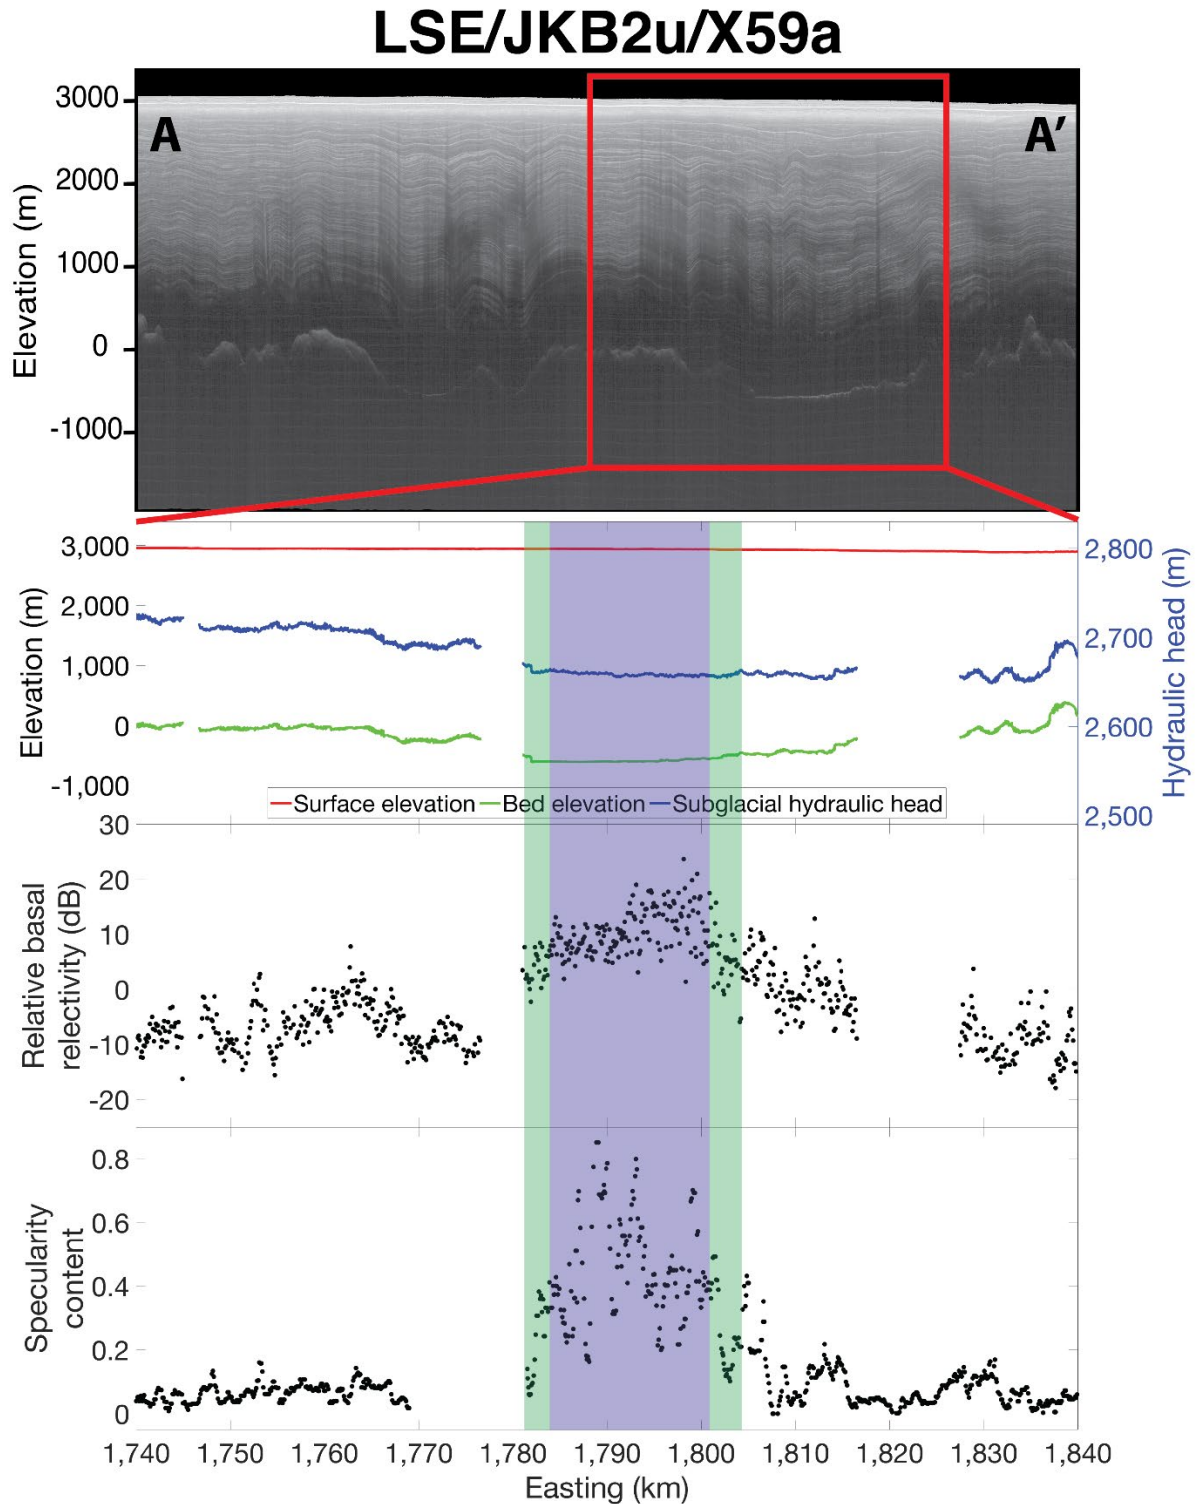 LSE/JKB2u/X59a
A
A′
Elevation (m)
3000
2000
1000
0
-1000
Elevation (m)
3,000
2,000
1,000
0
-1,000
2,800
2,700
2,600
2,500
Hydraulic head (m)
Surface elevation
Bed elevation
Subglacial hydraulic head
Relative basal
relectivity (dB)
30
20
10
0
-10
-20
Specularity
content
0.8
0.6
0.4
0.2
0
1,740 1,750 1,760 1,770 1,780 1,790 1,800 1,810 1,820 1,830 1,840
Easting (km)